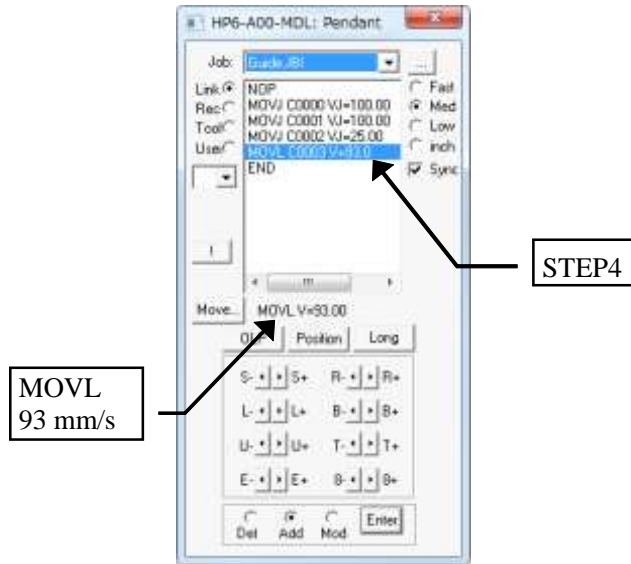 HP6-A00-MDL: Pendant
Job: Guide.JBI ...
Link
Rec
Tool
User
NOP
MOVJ C0000 VJ=100.00
MOVJ C0001 VJ=100.00
MOVJ C0002 VJ=25.00
MOVL C0003 V=93.0
END
Fast
Med
Low
inch
Sync
!
STEP4
Move... MOVL V=93.00
Position Long
MOVL
93 mm/s
S- S+ R- R+
L- L+ B- B+
U- U+ T- T+
E- E+ 8- 8+
Del Add Mod Enter